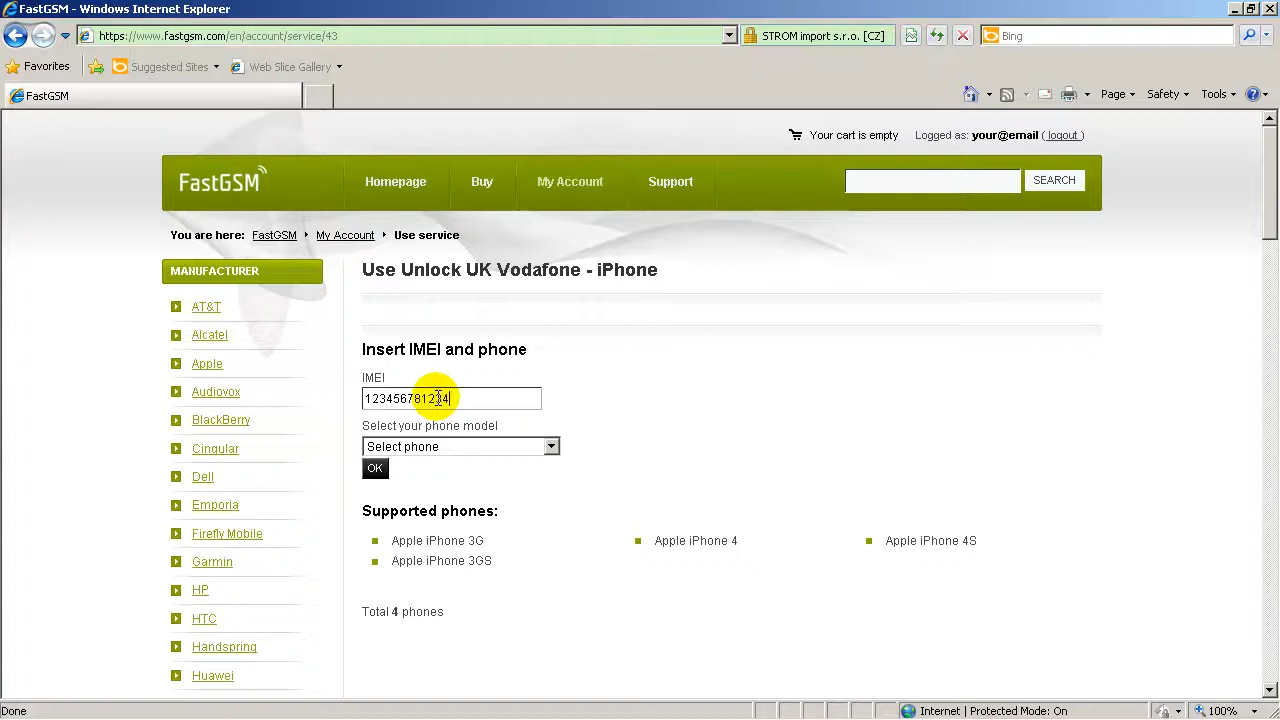 FastGSM - Windows Internet Explorer
https://www.fastgsm.com/en/account/service/43
STROM import s.r.o. [CZ]
Bing
Favorites
Suggested Sites
Web Slice Gallery
FastGSM
Page
Safety
Tools
Your cart is empty
Logged as: your@email ( logout )
FastGSM
Homepage
Buy
My Account
Support
SEARCH
You are here: FastGSM My Account Use service
MANUFACTURER
AT&T
Alcatel
Apple
Audiovox
BlackBerry
Cingular
Dell
Emporia
Firefly Mobile
Garmin
HP
HTC
Handspring
Huawei
Use Unlock UK Vodafone - iPhone
Insert IMEI and phone
IMEI
123456781234
Select your phone model
Select phone
OK
Supported phones:
Apple iPhone 3G
Apple iPhone 4
Apple iPhone 4S
Apple iPhone 3GS
Total 4 phones
Done
Internet | Protected Mode: On
100%